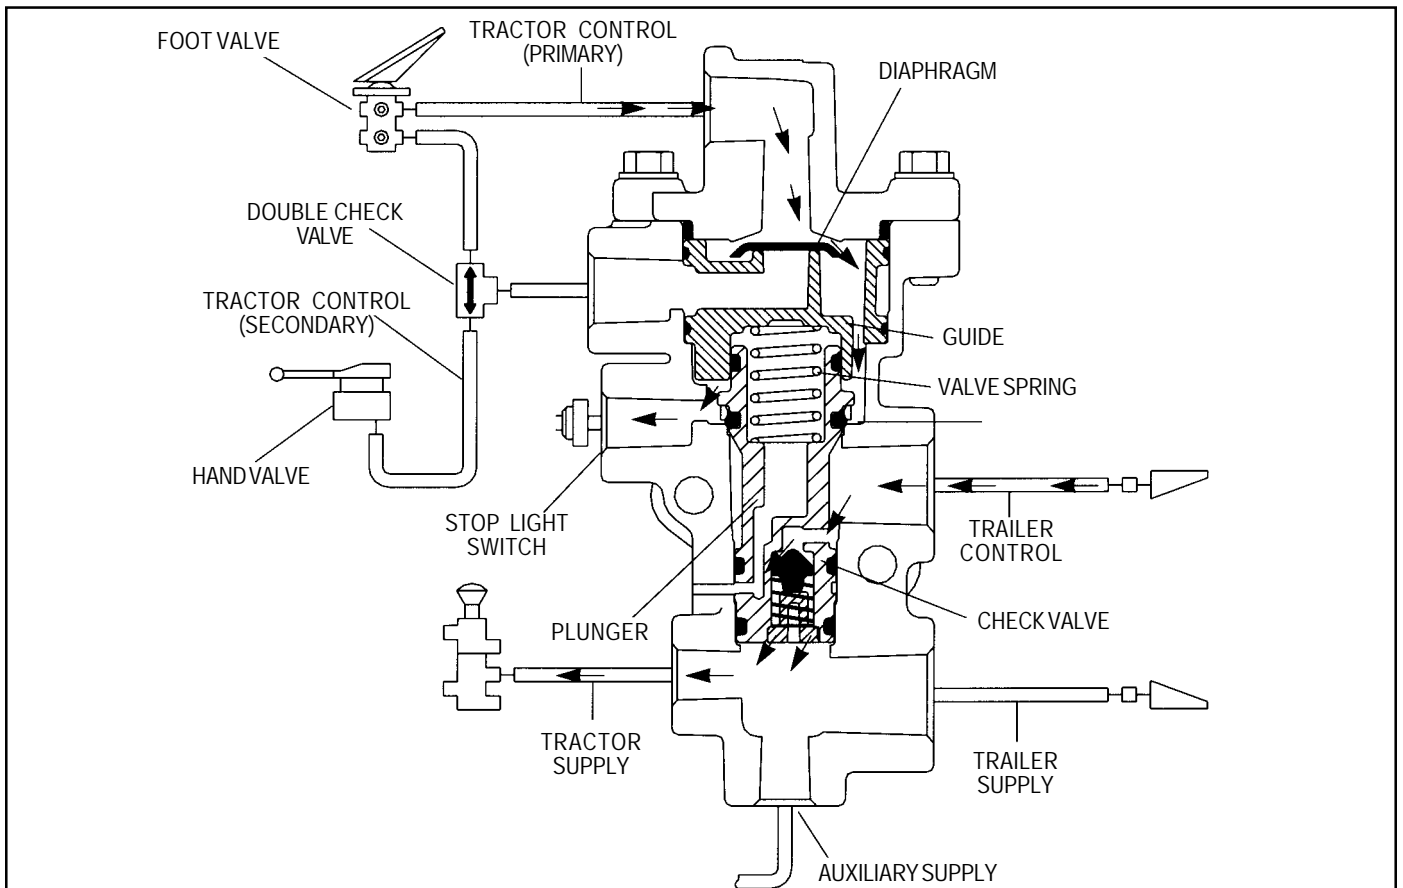 TRACTOR CONTROL
(PRIMARY)
FOOT VALVE
DIAPHRAGM
DOUBLE CHECK
VALVE
TRACTOR CONTROL
(SECONDARY)
GUIDE
VALVE SPRING
HAND VALVE
STOP LIGHT
SWITCH
TRAILER
CONTROL
PLUNGER
CHECK VALVE
TRACTOR
SUPPLY
TRAILER
SUPPLY
AUXILIARY SUPPLY